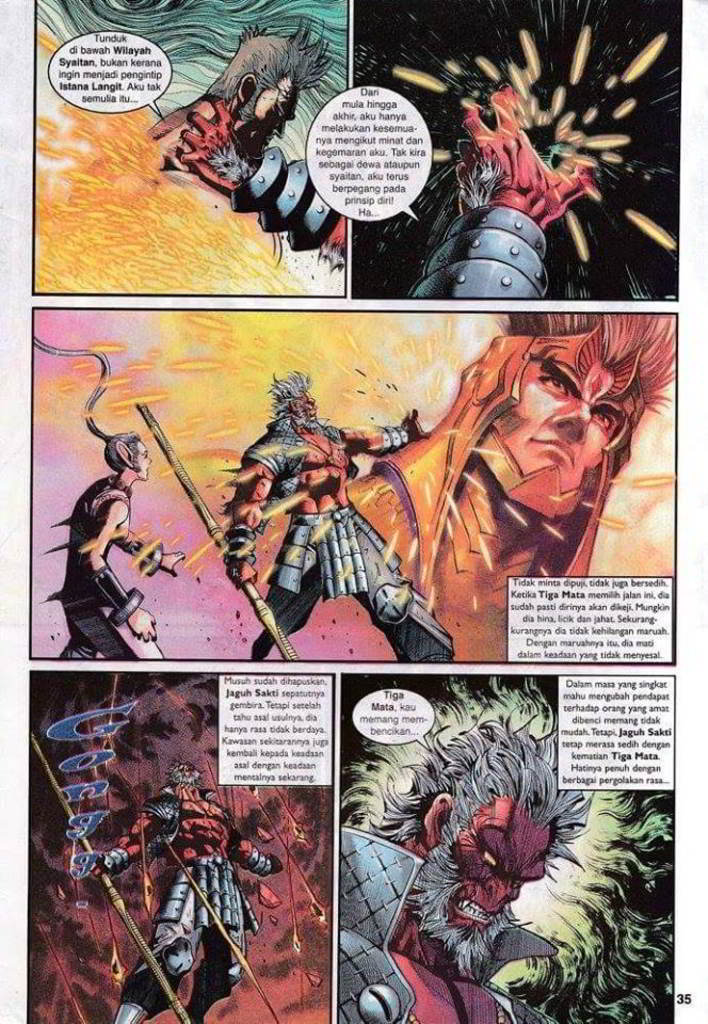 Tunduk
di bawah Wilayah
Syaitan, bukan kerana
ingin menjadi pengintip
Istana Langit. Aku tak
semulia itu...
Dari
mula hingga
akhir, aku hanya
melakukan kesemua-
nya mengikut minat dan
kegemaran aku. Tak kira
sebagai dewa ataupun
syaitan, aku terus
berpegang pada
prinsip diri!
Ha...
Tidak minta dipuji, tidak juga bersedih.
Ketika Tiga Mata memilih jalan ini, dia
sudah pasti dirinya akan dikeji. Mungkin
dia hina, licik dan jahat. Sekurang-
kurangnya dia tidak kehilangan maruah.
Dengan maruahnya itu, dia mati
dalam keadaan yang tidak menyesal.
Musuh sudah dihapuskan,
Jaguh Sakti sepatutnya
gembira. Tetapi setelah
tahu asal usulnya, dia
hanya rasa tidak berdaya.
Kawasan sekitarannya juga
kembali kepada keadaan
asal dengan keadaan
mentalnya sekarang.
Gorgg..
Tiga
Mata, kau
memang mem-
bencikan...
Dalam masa yang singkat
mahu mengubah pendapat
terhadap orang yang amat
dibenci memang tidak
mudah. Tetapi, Jaguh Sakti
tetap merasa sedih dengan
kematian Tiga Mata.
Hatinya penuh dengan
berbagai pergolakan rasa...
35